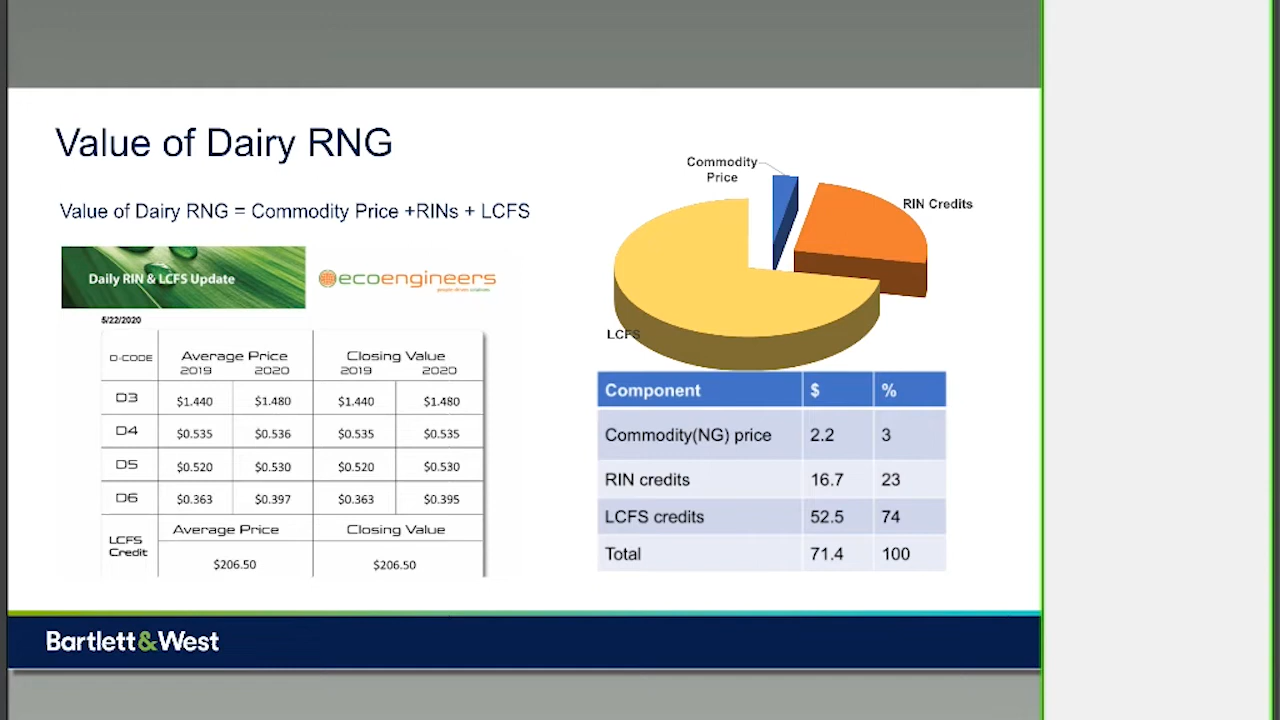 Value of Dairy RNG
Value of Dairy RNG = Commodity Price +RINs + LCFS
Daily RIN & LCFS Update
ecoengineers
5/22/2020
D-CODE Average Price Closing Value
2019 2020 2019 2020
D3 $1.440 $1.480 $1.440 $1.480
D4 $0.535 $0.536 $0.535 $0.535
D5 $0.520 $0.530 $0.520 $0.530
D6 $0.363 $0.397 $0.363 $0.395
LCFS Average Price Closing Value
Credit $206.50 $206.50
Commodity
Price
RIN Credits
LCFS
Component $ %
Commodity(NG) price 2.2 3
RIN credits 16.7 23
LCFS credits 52.5 74
Total 71.4 100
Bartlett&West